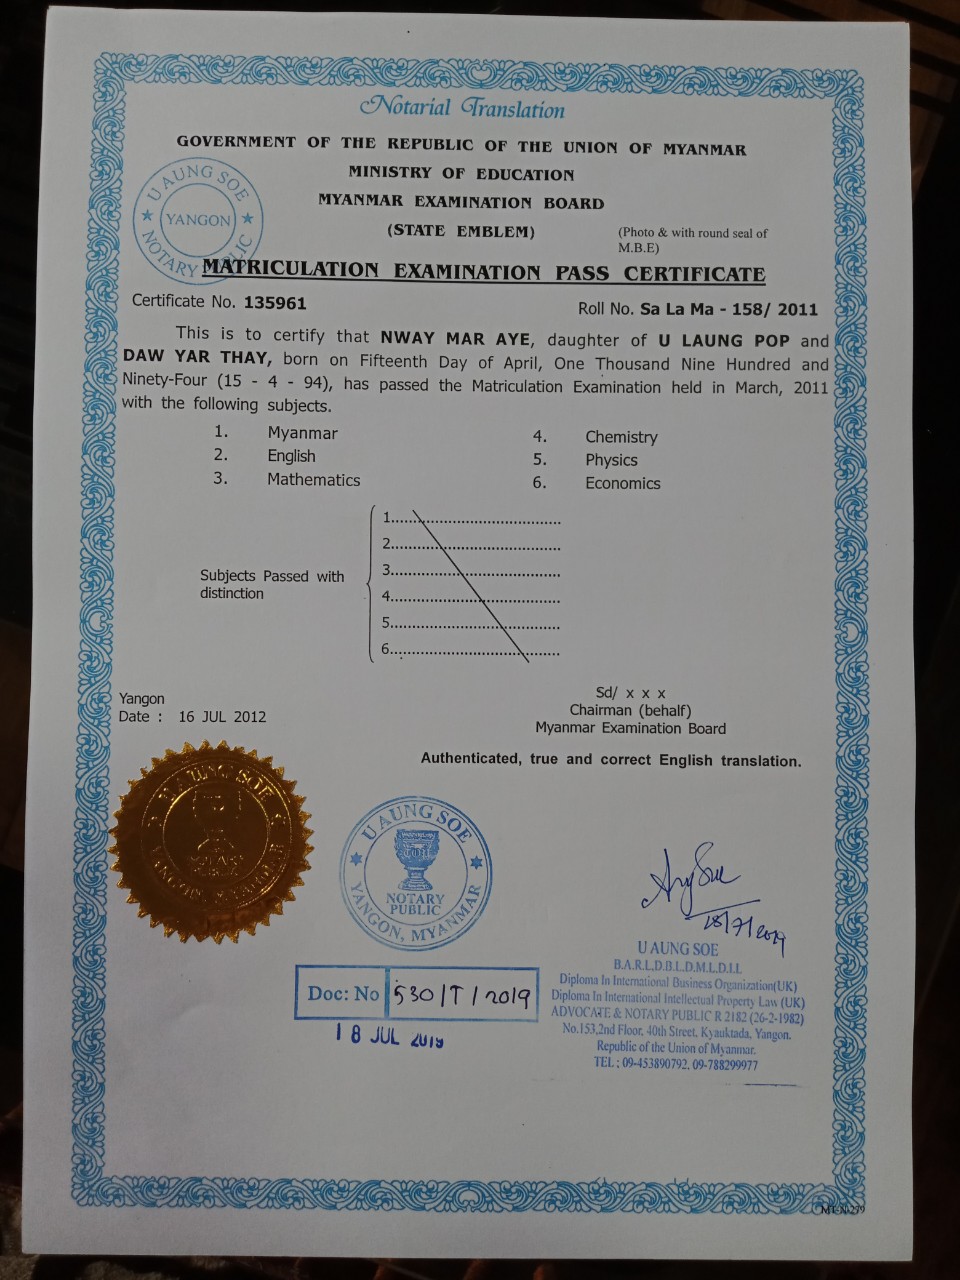 Notarial Translation
GOVERNMENT OF THE REPUBLIC OF THE UNION OF MYANMAR
MINISTRY OF EDUCATION
MYANMAR EXAMINATION BOARD
(STATE EMBLEM)
(Photo & with round seal of
M.B.E)
U AUNG SOE
YANGON
NOTARY PUBLIC
MATRICULATION EXAMINATION PASS CERTIFICATE
Certificate No. 135961
Roll No. Sa La Ma - 158/ 2011
This is to certify that NWAY MAR AYE, daughter of U LAUNG POP and
DAW YAR THAY, born on Fifteenth Day of April, One Thousand Nine Hundred and
Ninety-Four (15 - 4 - 94), has passed the Matriculation Examination held in March, 2011
with the following subjects.
1. Myanmar
2. English
3. Mathematics
4. Chemistry
5. Physics
6. Economics
Subjects Passed with
distinction
1..........................................
2..........................................
3..........................................
4..........................................
5..........................................
6..........................................
Yangon
Date : 16 JUL 2012
Sd/ x x x
Chairman (behalf)
Myanmar Examination Board
Authenticated, true and correct English translation.
U AUNG SOE
U AUNG SOE
NOTARY
PUBLIC
YANGON, MYANMAR
18/7/2019
Doc: No 530/T/2019
18 JUL 2019
U AUNG SOE
B.A.R.L,D.B.L,D.M.L,D.I.L
Diploma In International Business Organization(UK)
Diploma In International Intellectual Property Law (UK)
ADVOCATE & NOTARY PUBLIC R 2182 (26-2-1982)
No.153,2nd Floor, 40th Street, Kyauktada, Yangon.
Republic of the Union of Myanmar.
TEL ; 09-453890792, 09-788299977